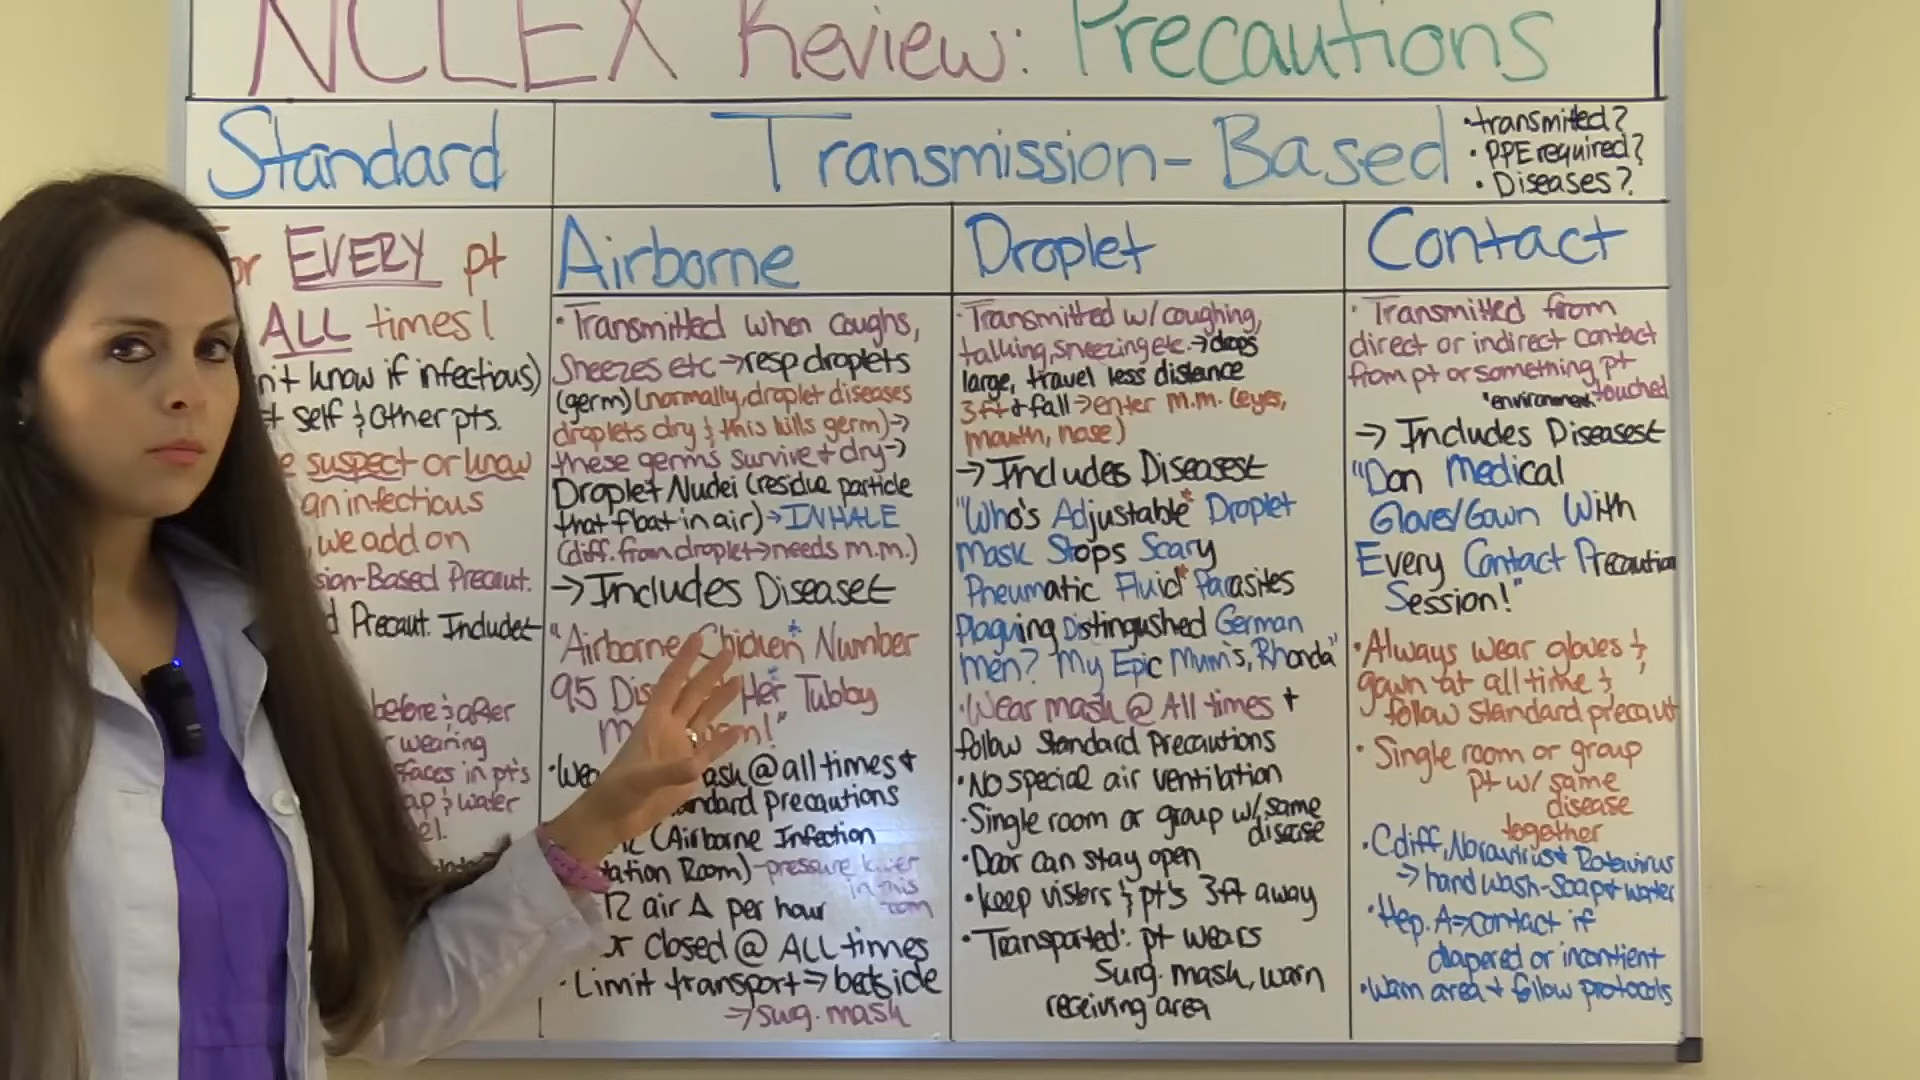 NCLEX Review: Precautions
Standard
Transmission-Based
• transmitted?
• PPE required?
• Diseases?
EVERY pt
ALL times!
know if infectious)
self & Other pts.
suspect or know
an infectious
we add on
Based Precaut.
Precaut. Includes
before & after
wearing
in pt's
& water
Airborne
• Transmitted when coughs,
sneezes etc → resp droplets
(germ) (normally, droplet diseases
droplets dry & this kills germ) →
these germs survive + dry →
Droplet Nuclei (residue particle
that float in air) → INHALE
(diff. from droplet → needs m.m.)
→ Includes Diseases
"Airborne Chicken* Number
95 Her* Tubby
all times +
Standard Precautions
(Airborne Infection
Room) - pressure
in this
room
12 air Δ per hour
closed @ ALL times
• Limit transport → bedside
→ surg. mask
Droplet
• Transmitted w/ coughing,
talking, sneezing etc. → drops
large, travel less distance
3ft + fall → enter m.m. (eyes,
mouth, nose)
→ Includes Diseases
"Who's Adjustable* Droplet
Mask Stops Scary
Pneumatic Fluid* Parasites
Plaguing Distingushed German
men? My Epic Mum's, Rhonda"
• Wear mask @ All times +
follow Standard Precautions
• No special air ventilation
• Single room or group w/ same
disease
• Door can stay open
• keep visters & pt's 3ft away
• Transported: pt wears
Surg. mask, warn
receiving area
Contact
• Transmitted from
direct or indirect contact
from pt or something pt
touched
environment
→ Includes Diseases
"Don Medical
Gloves/Gown With
Every Contact Precaution
Session!"
• Always wear gloves &
gown at all time &
follow standard precaut
• Single room or group
pt w/ same
disease
together
• Cdiff, Noravirus + Rotavirus
→ hand wash - Soap + water
• Hep. A → contact if
diapered or incontient
• Warn area + follow protocols